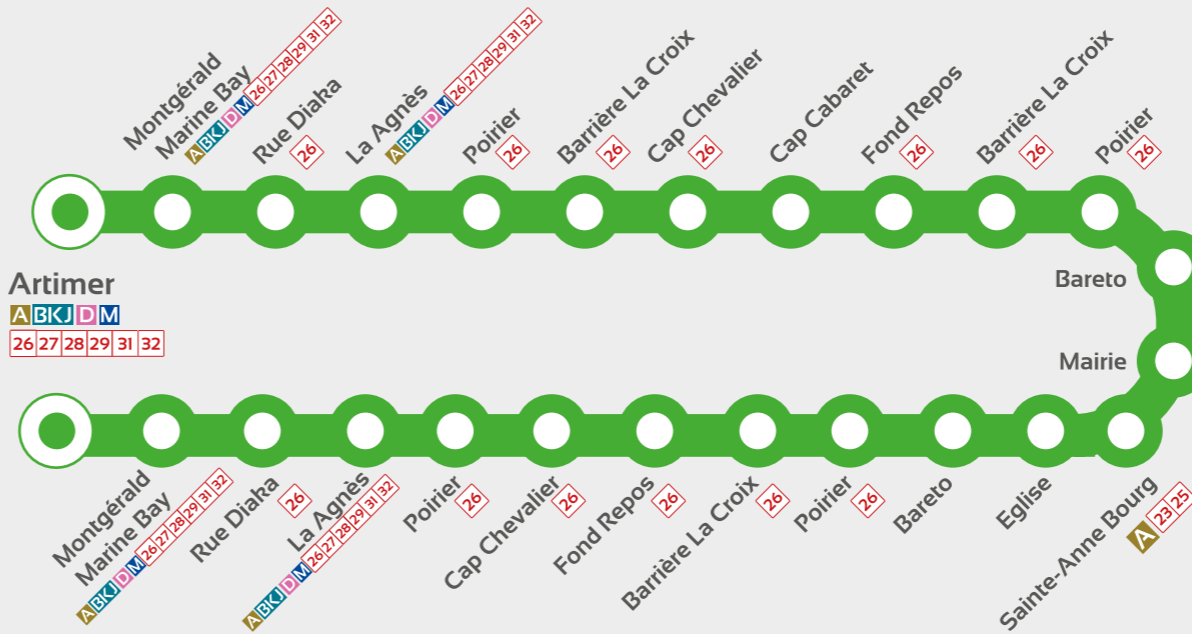 Montgérald
Marine Bay
A BKJ D M 26 27 28 29 31 32
Rue Diaka
26
La Agnès
A BKJ D M 26 27 28 29 31 32
Poirier
26
Barrière La Croix
26
Cap Chevalier
26
Cap Cabaret
Fond Repos
26
Barrière La Croix
26
Poirier
26
Artimer
A BKJ D M
26 27 28 29 31 32
Bareto
Mairie
Montgérald
Marine Bay
A BKJ D M 26 27 28 29 31 32
Rue Diaka
26
La Agnès
A BKJ D M 26 27 28 29 31 32
Poirier
26
Cap Chevalier
26
Fond Repos
26
Barrière La Croix
26
Poirier
26
Bareto
Eglise
Sainte-Anne Bourg
A 23 25